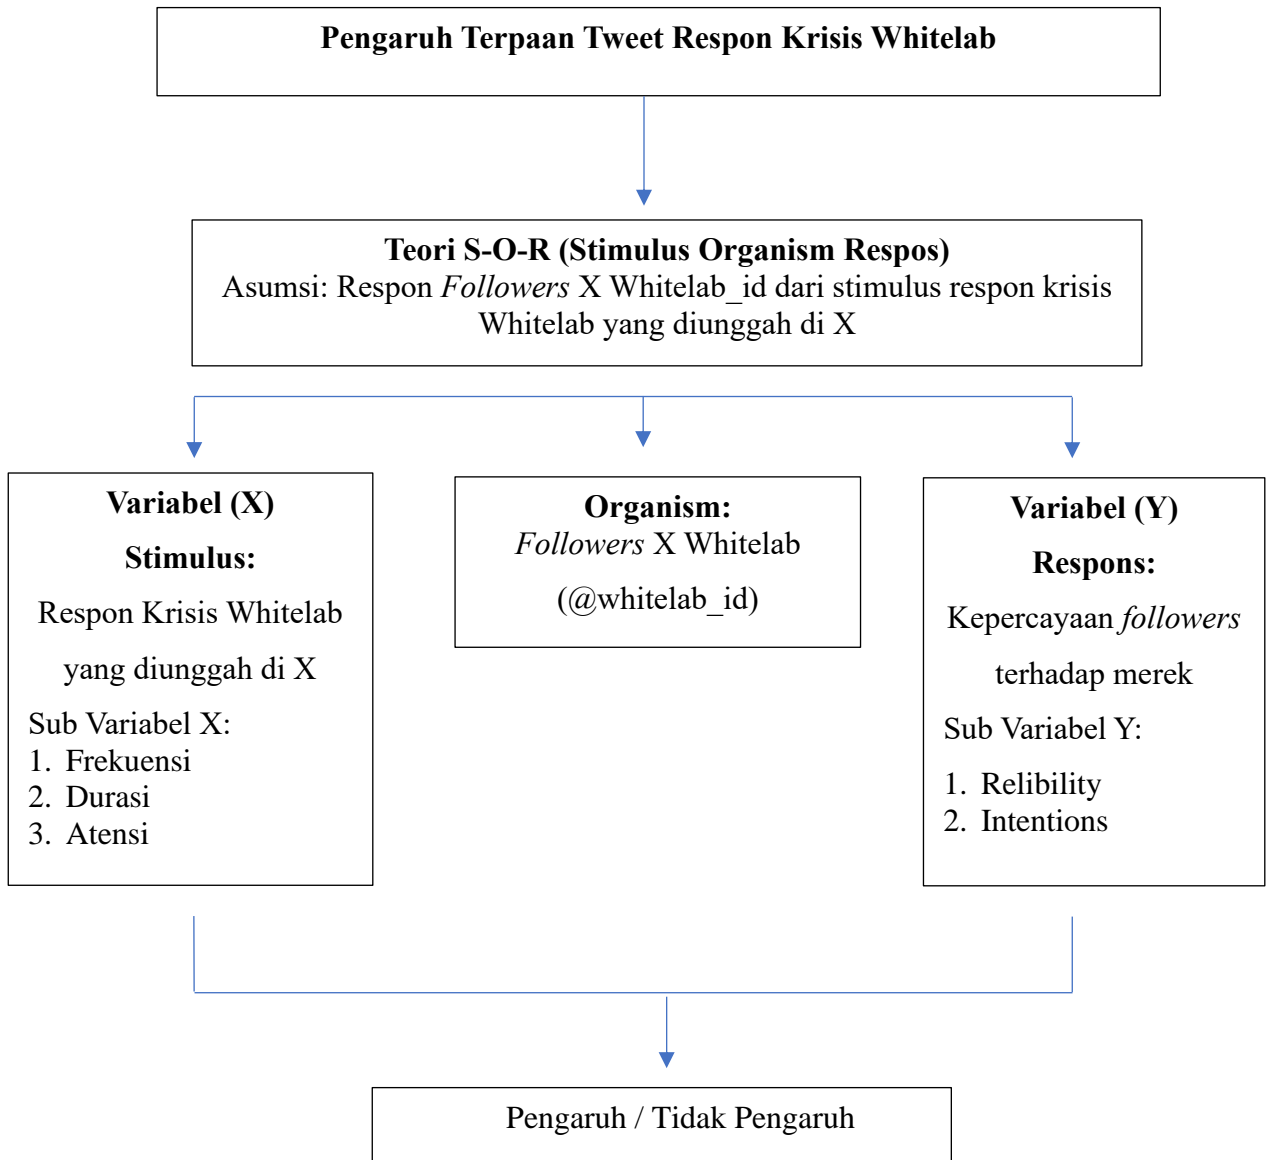 Pengaruh Terpaan Tweet Respon Krisis Whitelab
Teori S-O-R (Stimulus Organism Respos)
Asumsi: Respon Followers X Whitelab_id dari stimulus respon krisis
Whitelab yang diunggah di X
Variabel (X)
Stimulus:
Respon Krisis Whitelab
yang diunggah di X
Sub Variabel X:
1. Frekuensi
2. Durasi
3. Atensi
Organism:
Followers X Whitelab
(@whitelab_id)
Variabel (Y)
Respons:
Kepercayaan followers
terhadap merek
Sub Variabel Y:
1. Relibility
2. Intentions
Pengaruh / Tidak Pengaruh